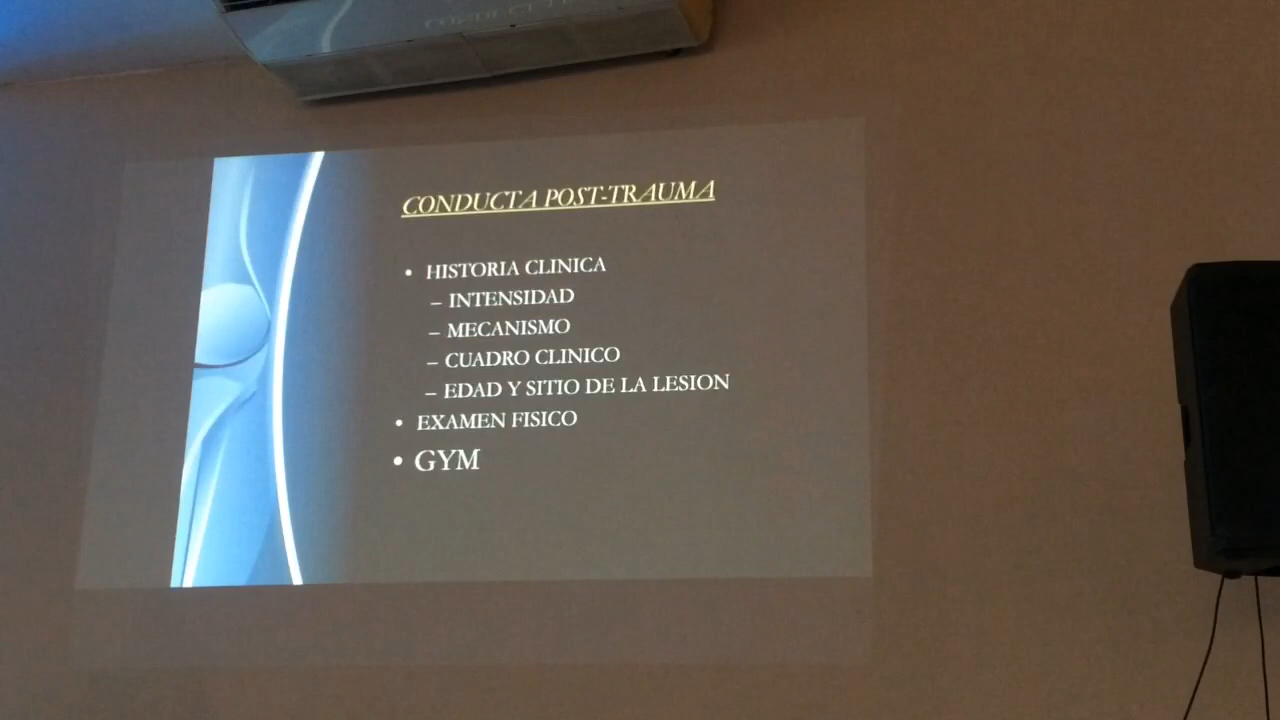 CONDUCTA POST-TRAUMA
• HISTORIA CLINICA
– INTENSIDAD
– MECANISMO
– CUADRO CLINICO
– EDAD Y SITIO DE LA LESION
• EXAMEN FISICO
• GYM